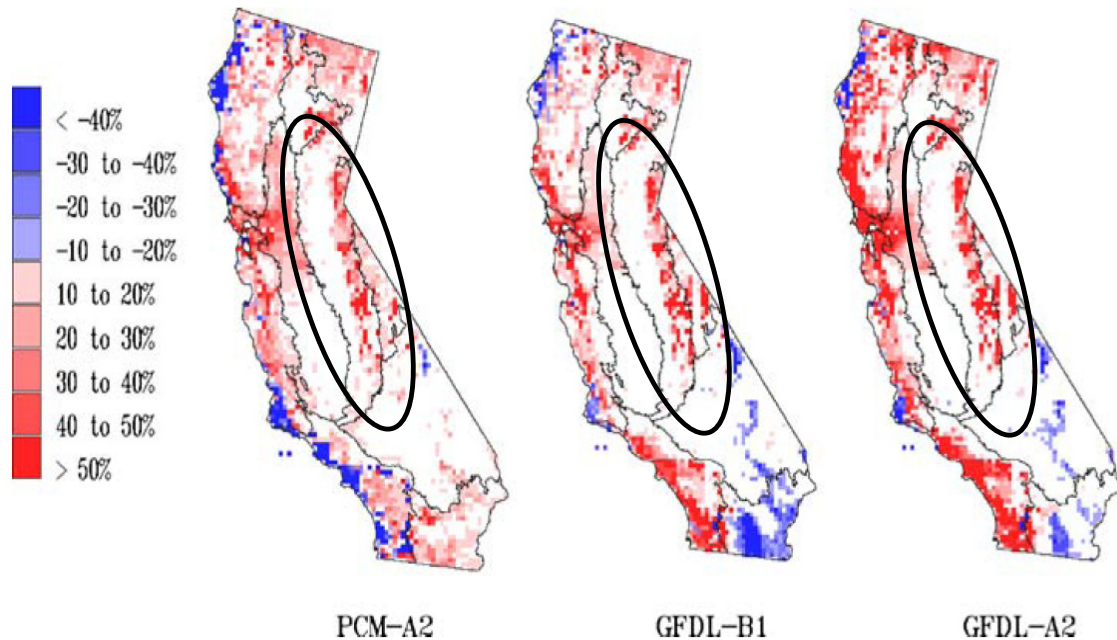 < -40%
-30 to -40%
-20 to -30%
-10 to -20%
10 to 20%
20 to 30%
30 to 40%
40 to 50%
> 50%
PCM-A2
GFDL-B1
GFDL-A2